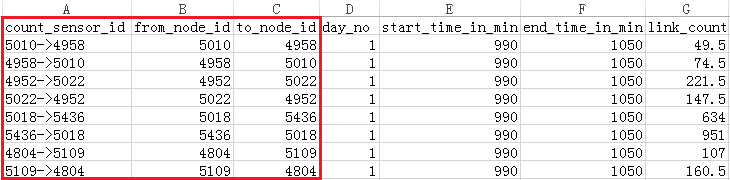 A B C D E F G
count_sensor_id from_node_id to_node_id day_no start_time_in_min end_time_in_min link_count
5010->4958 5010 4958 1 990 1050 49.5
4958->5010 4958 5010 1 990 1050 74.5
4952->5022 4952 5022 1 990 1050 221.5
5022->4952 5022 4952 1 990 1050 147.5
5018->5436 5018 5436 1 990 1050 634
5436->5018 5436 5018 1 990 1050 951
4804->5109 4804 5109 1 990 1050 107
5109->4804 5109 4804 1 990 1050 160.5